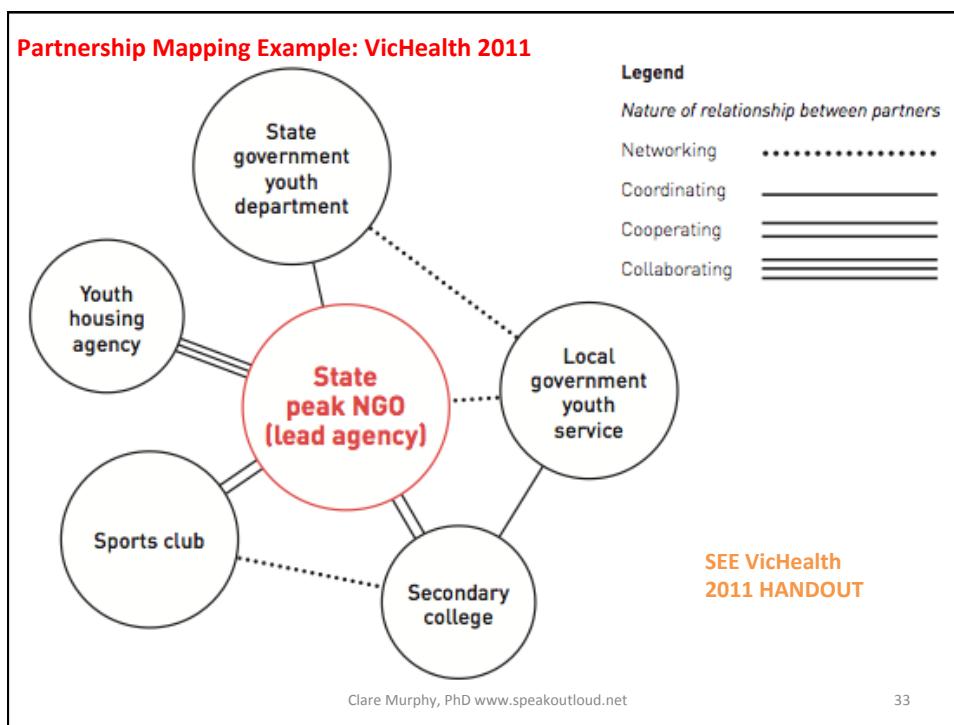 Partnership Mapping Example: VicHealth 2011
Legend
Nature of relationship between partners
Networking
Coordinating
Cooperating
Collaborating
State
government
youth
department
Youth
housing
agency
State
peak NGO
(lead agency)
Local
government
youth
service
Sports club
Secondary
college
SEE VicHealth
2011 HANDOUT
Clare Murphy, PhD www.speakoutloud.net
33